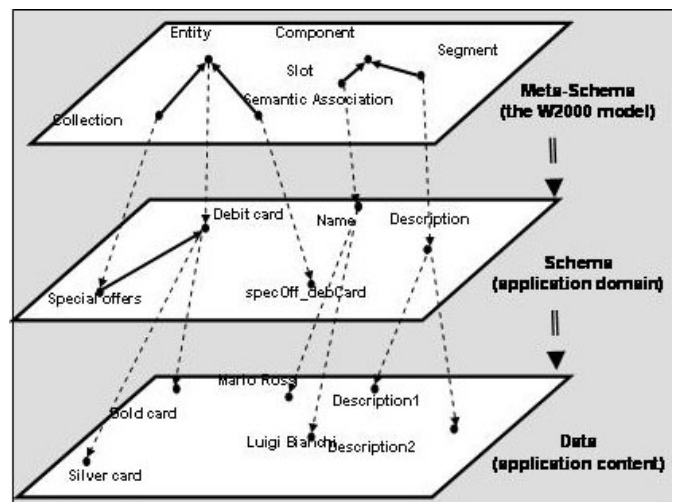 Entity
Component
Segment
Slot
Semantic Association
Collection
Meta-Schema
(the W2000 model)
Debit card
Name
Description
Special offers
specOff_debCard
Schema
(application domain)
Mario Rossi
Gold card
Description1
Luigi Bianchi
Description2
Silver card
Data
(application content)